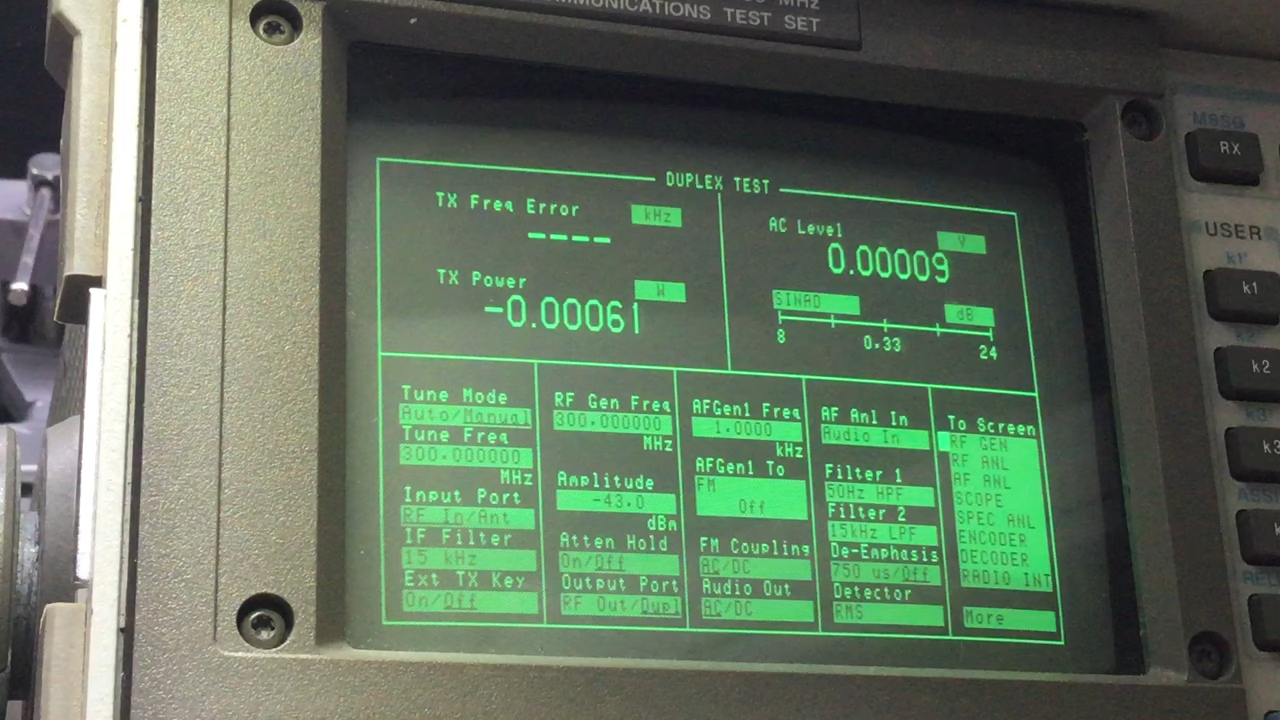 MHz
COMMUNICATIONS TEST SET
DUPLEX TEST
TX Freq Error
kHz
----
TX Power
W
-0.00061
AC Level
V
0.00009
SINAD
dB
8
0.33
24
Tune Mode
Auto/Manual
Tune Freq
300.000000
MHz
Input Port
RF In/Ant
IF Filter
15 kHz
Ext TX Key
On/Off
RF Gen Freq
300.000000
MHz
Amplitude
-43.0
dBm
Atten Hold
On/Off
Output Port
RF Out/Dupl
AFGen1 Freq
1.0000
kHz
AFGen1 To
FM
Off
FM Coupling
AC/DC
Audio Out
AC/DC
AF Anl In
Audio In
Filter 1
50Hz HPF
Filter 2
15kHz LPF
De-Emphasis
750 us/Off
Detector
RMS
To Screen
RF GEN
RF ANL
AF ANL
SCOPE
SPEC ANL
ENCODER
DECODER
RADIO INT
More
MSSG
RX
USER
k1'
k1
k2
k3